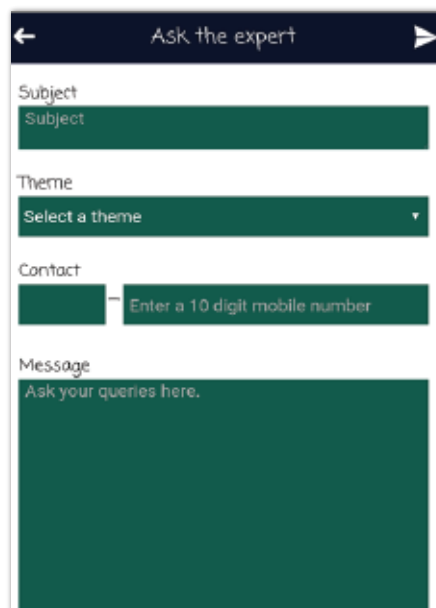 Ask the expert
Subject
Subject
Theme
Select a theme
Contact
– Enter a 10 digit mobile number
Message
Ask your queries here.